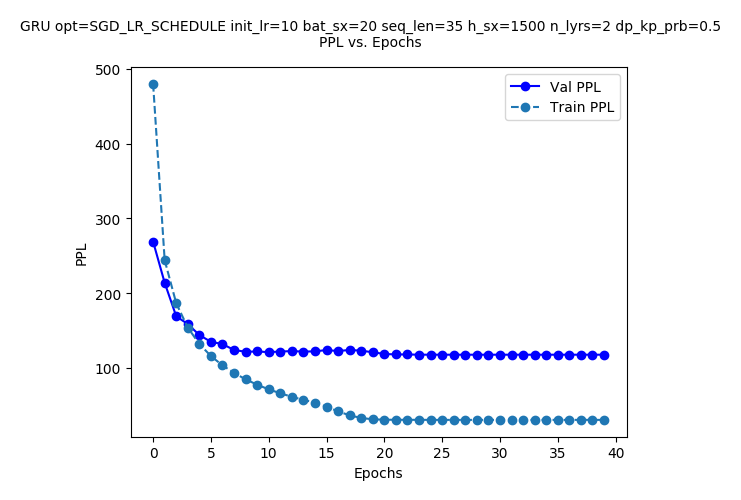 GRU opt=SGD_LR_SCHEDULE init_lr=10 bat_sx=20 seq_len=35 h_sx=1500 n_lyrs=2 dp_kp_prb=0.5
PPL vs. Epochs
Val PPL
Train PPL
500
400
300
200
100
PPL
0 5 10 15 20 25 30 35 40
Epochs